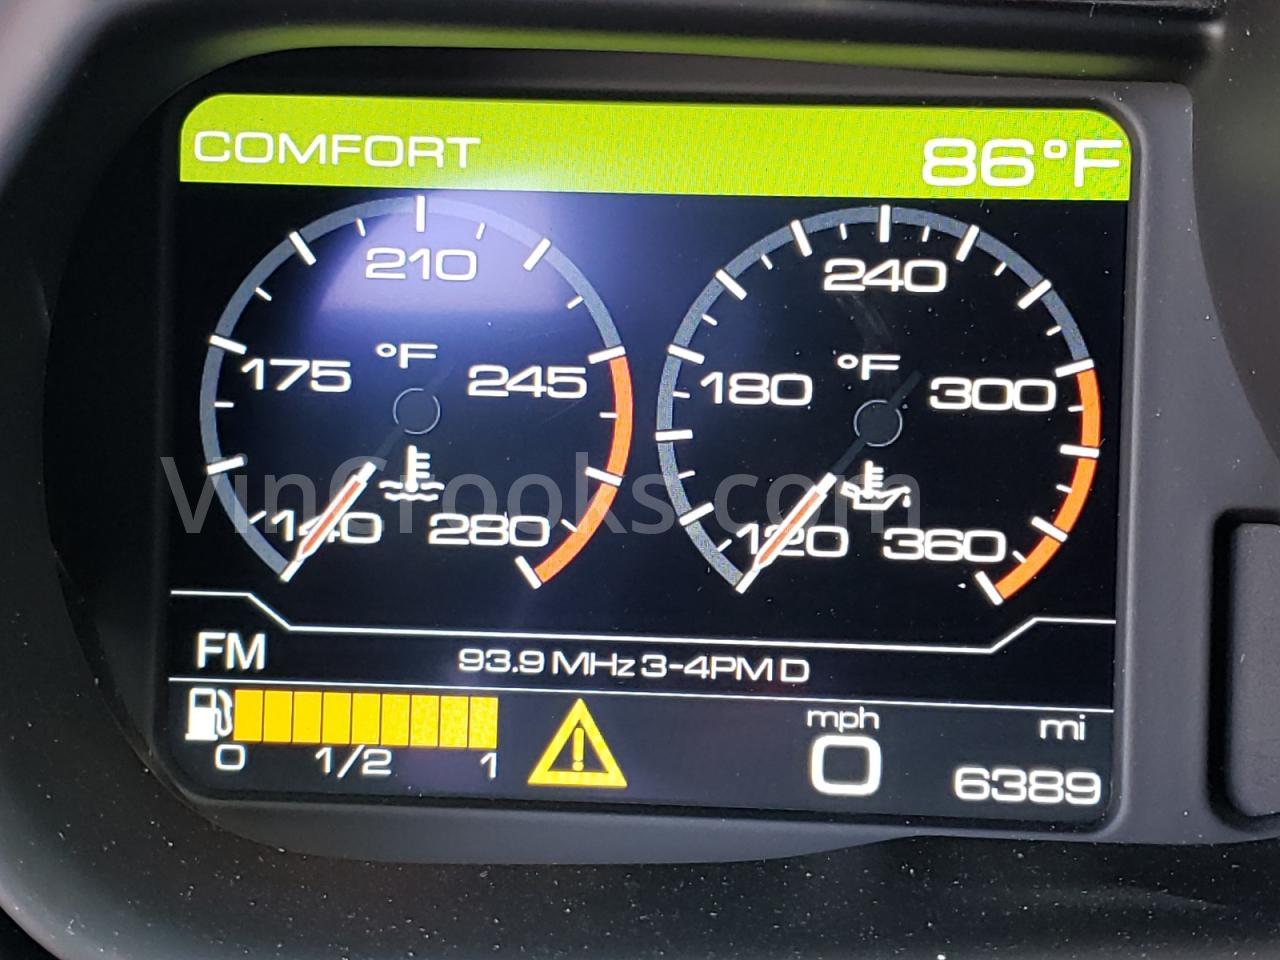 COMFORT 86°F
210 240
°F °F
175 245 180 300
140 280 120 360
VinCrooks.com
FM 93.9 MHz 3-4PM D
mph mi
0 1/2 1 0 6389